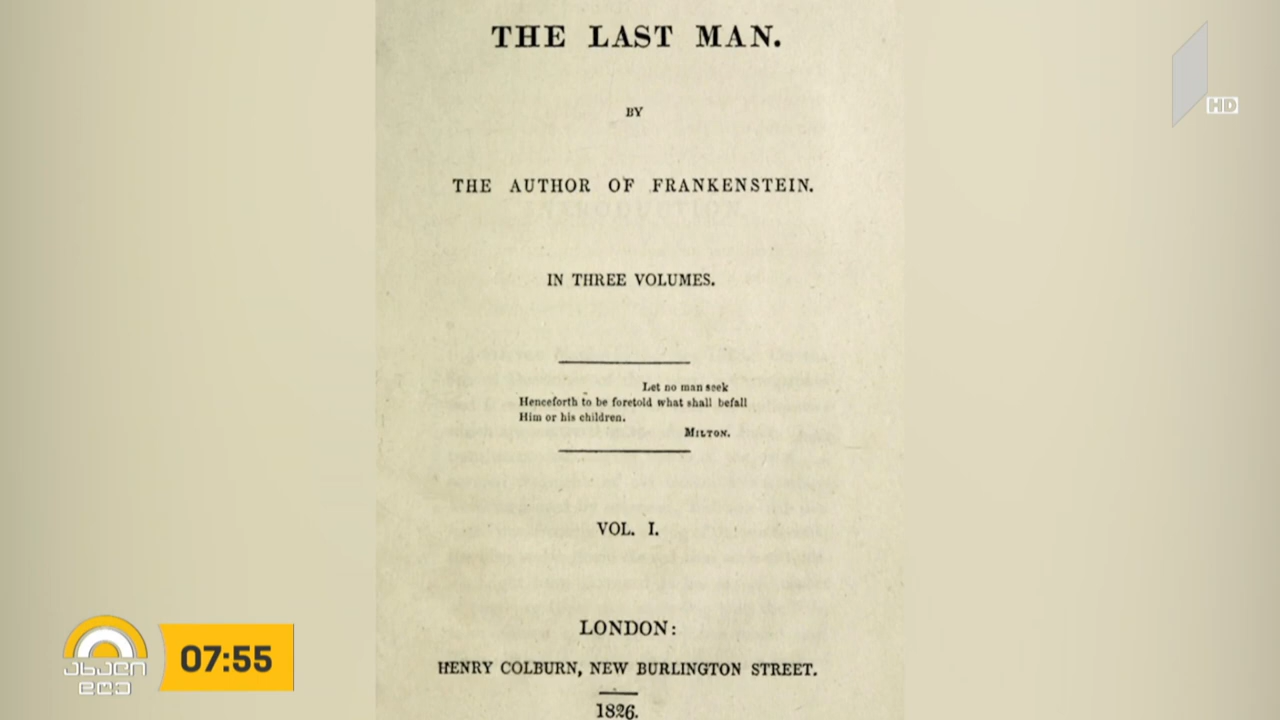 THE LAST MAN.
BY
THE AUTHOR OF FRANKENSTEIN.
IN THREE VOLUMES.
Let no man seek
Henceforth to be foretold what shall befall
Him or his children.
MILTON.
VOL. I.
LONDON:
HENRY COLBURN, NEW BURLINGTON STREET.
1826.
HD
ახალი
დღე
07:55